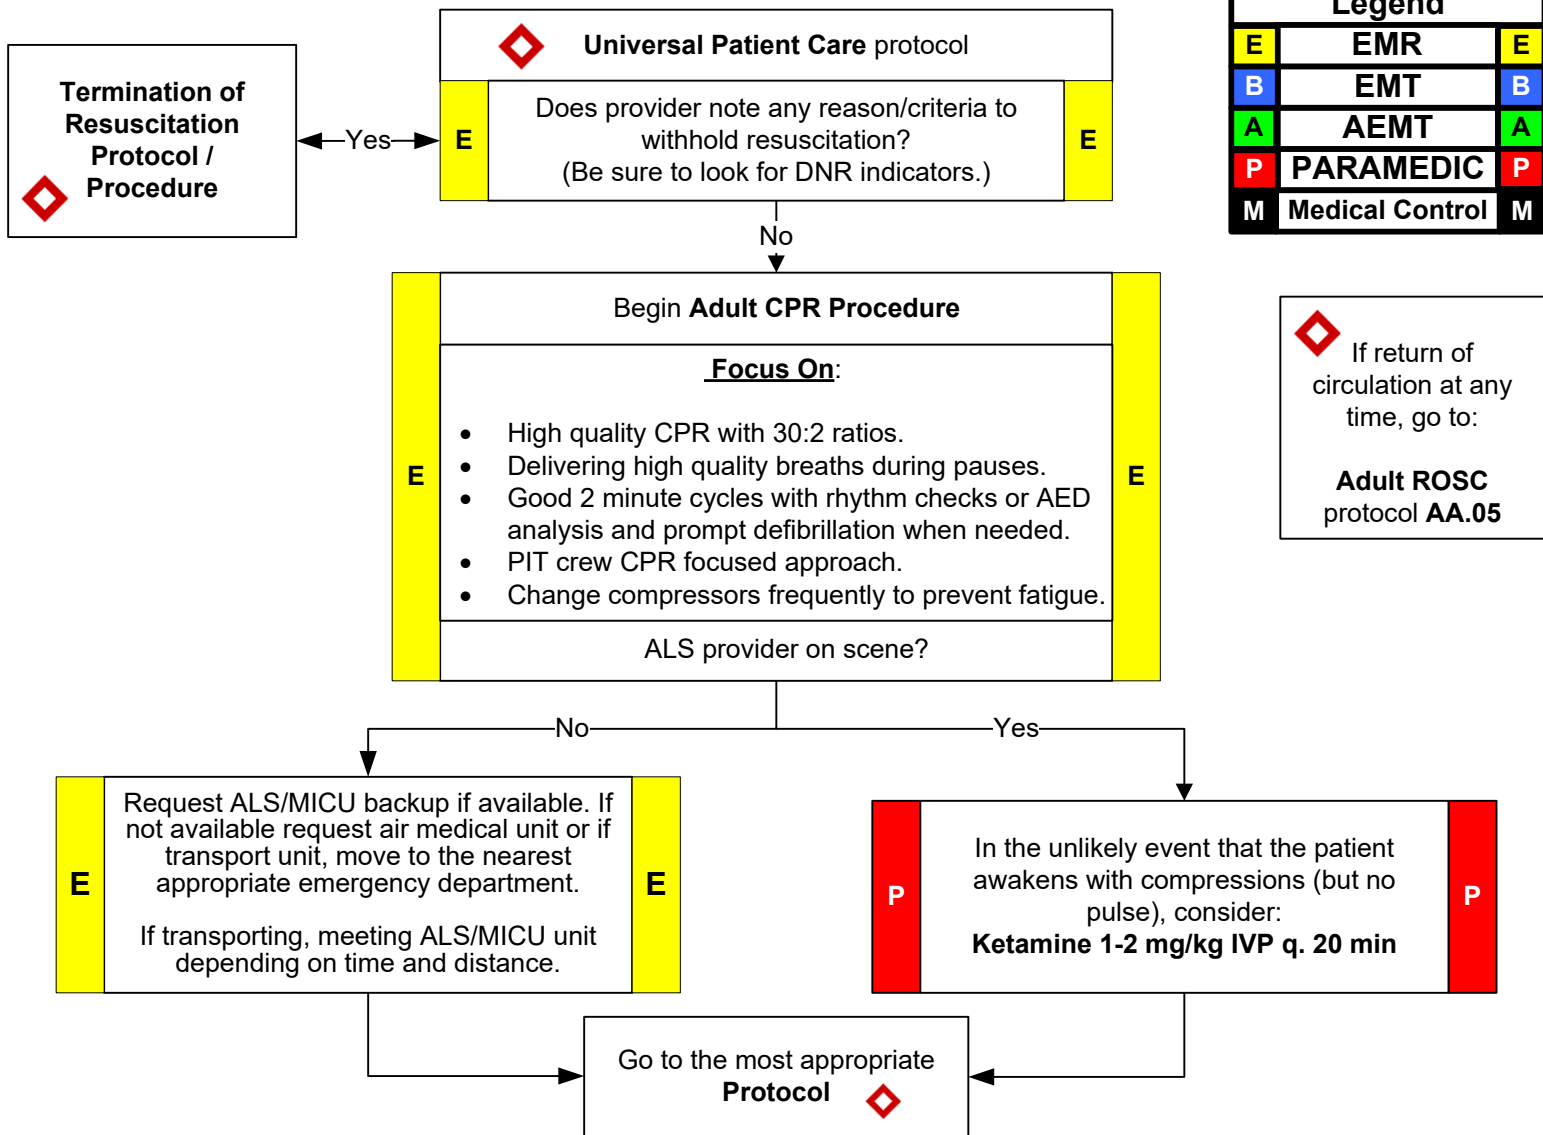 Universal Patient Care protocol
Legend
E EMR E
B EMT B
A AEMT A
P PARAMEDIC P
M Medical Control M
Termination of
Resuscitation
Protocol /
Procedure
Yes
E
Does provider note any reason/criteria to
withhold resuscitation?
(Be sure to look for DNR indicators.)
E
No
Begin Adult CPR Procedure
Focus On:
• High quality CPR with 30:2 ratios.
• Delivering high quality breaths during pauses.
• Good 2 minute cycles with rhythm checks or AED
analysis and prompt defibrillation when needed.
• PIT crew CPR focused approach.
• Change compressors frequently to prevent fatigue.
E
E
ALS provider on scene?
If return of
circulation at any
time, go to:
Adult ROSC
protocol AA.05
No
Yes
E
Request ALS/MICU backup if available. If
not available request air medical unit or if
transport unit, move to the nearest
appropriate emergency department.
If transporting, meeting ALS/MICU unit
depending on time and distance.
E
P
In the unlikely event that the patient
awakens with compressions (but no
pulse), consider:
Ketamine 1-2 mg/kg IVP q. 20 min
P
Go to the most appropriate
Protocol